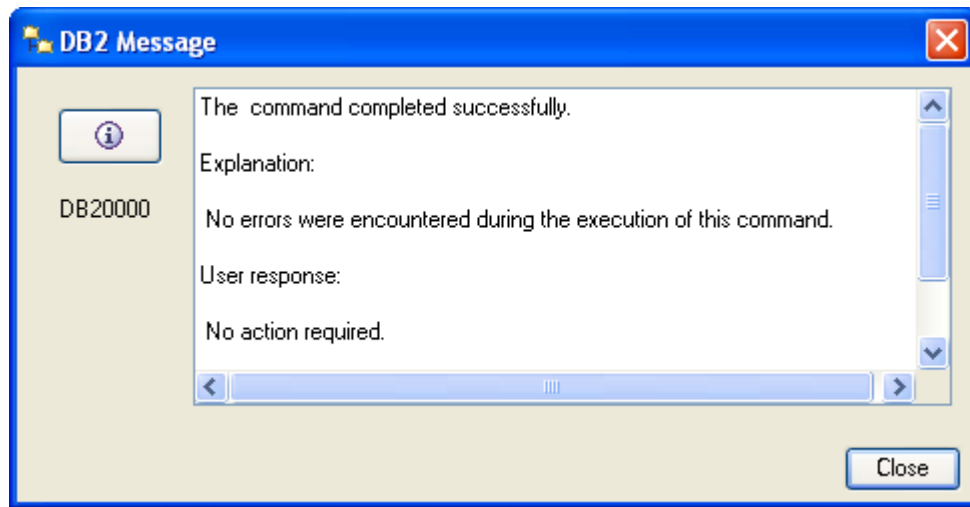 DB2 Message
The  command completed successfully.
Explanation:
No errors were encountered during the execution of this command.
DB20000
User response:
No action required.
Close